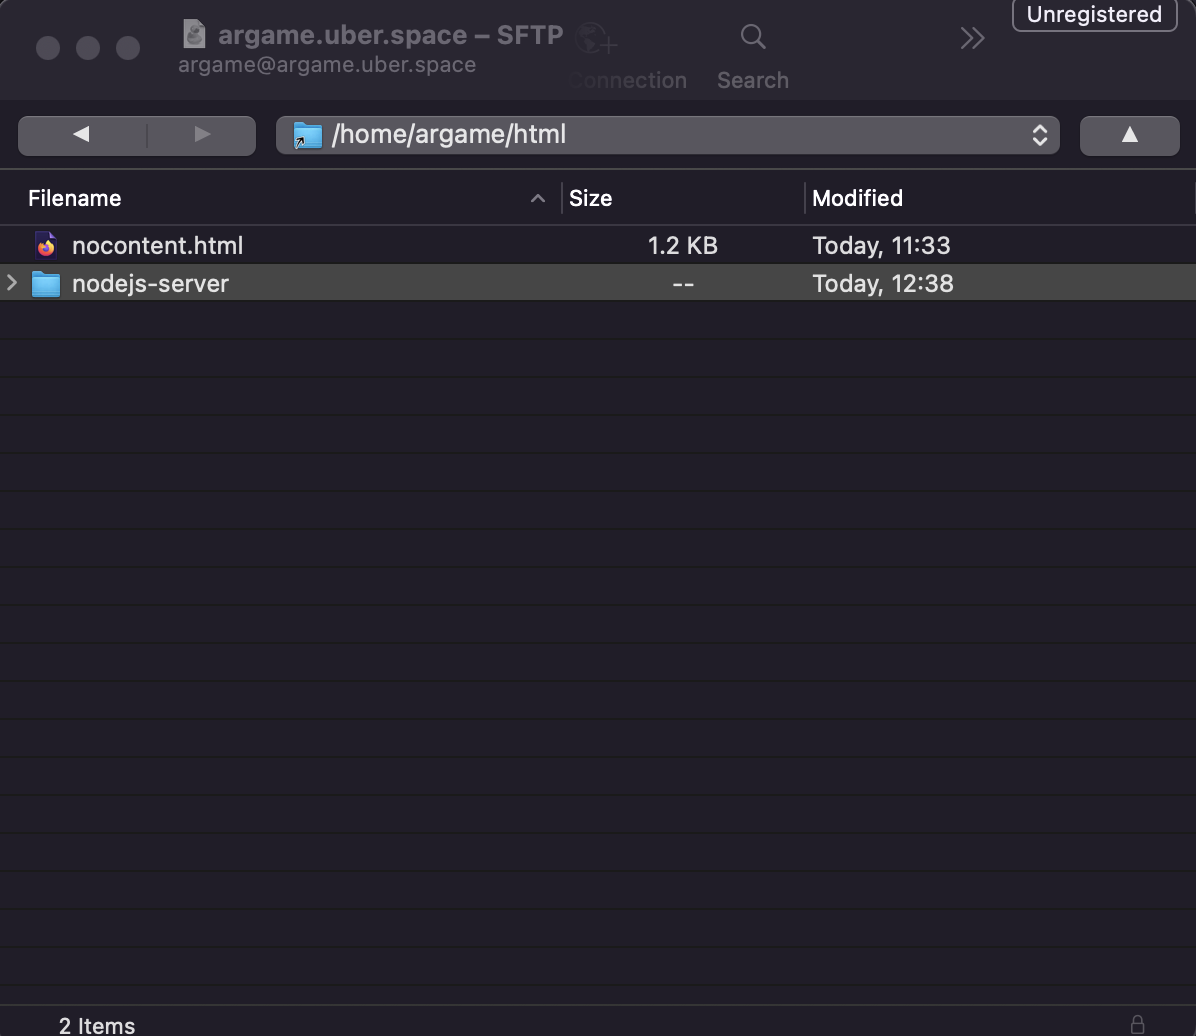 argame.uber.space – SFTP
argame@argame.uber.space
Connection
Search
Unregistered
/home/argame/html
Filename
Size
Modified
nocontent.html
1.2 KB
Today, 11:33
nodejs-server
--
Today, 12:38
2 Items